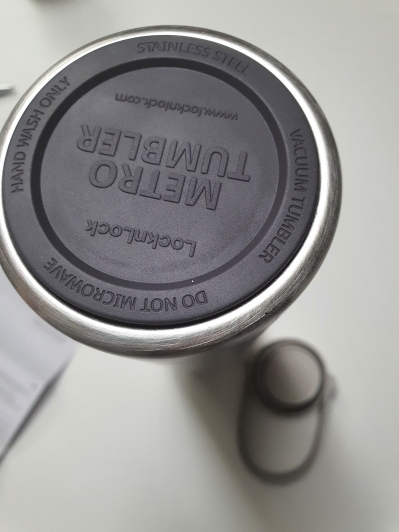 LocknLock
METRO
TUMBLER
www.locknlock.com
STAINLESS STEEL
VACUUM TUMBLER
DO NOT MICROWAVE
HAND WASH ONLY